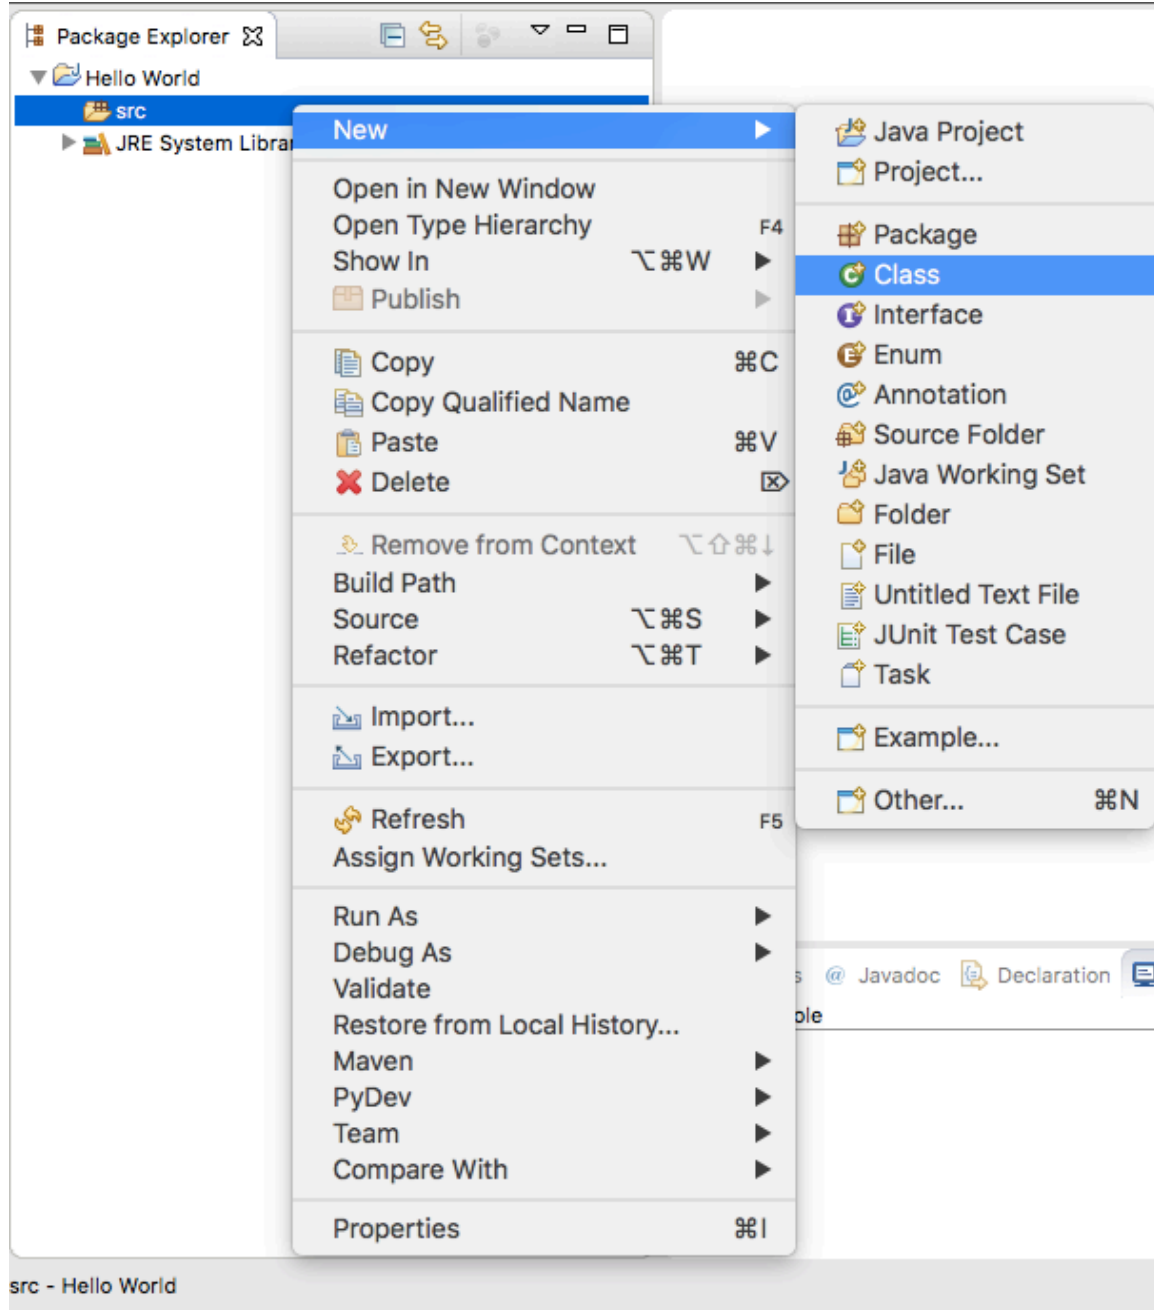 Package Explorer
Hello World
src
JRE System Libra
New
Open in New Window
Open Type Hierarchy F4
Show In ⌥⌘W
Publish
Copy ⌘C
Copy Qualified Name
Paste ⌘V
Delete ⌦
Remove from Context ⌥⇧⌘↓
Build Path
Source ⌥⌘S
Refactor ⌥⌘T
Import...
Export...
Refresh F5
Assign Working Sets...
Run As
Debug As
Validate
Restore from Local History...
Maven
PyDev
Team
Compare With
Properties ⌘I
Java Project
Project...
Package
Class
Interface
Enum
Annotation
Source Folder
Java Working Set
Folder
File
Untitled Text File
JUnit Test Case
Task
Example...
Other... ⌘N
s @ Javadoc Declaration
ole
src - Hello World